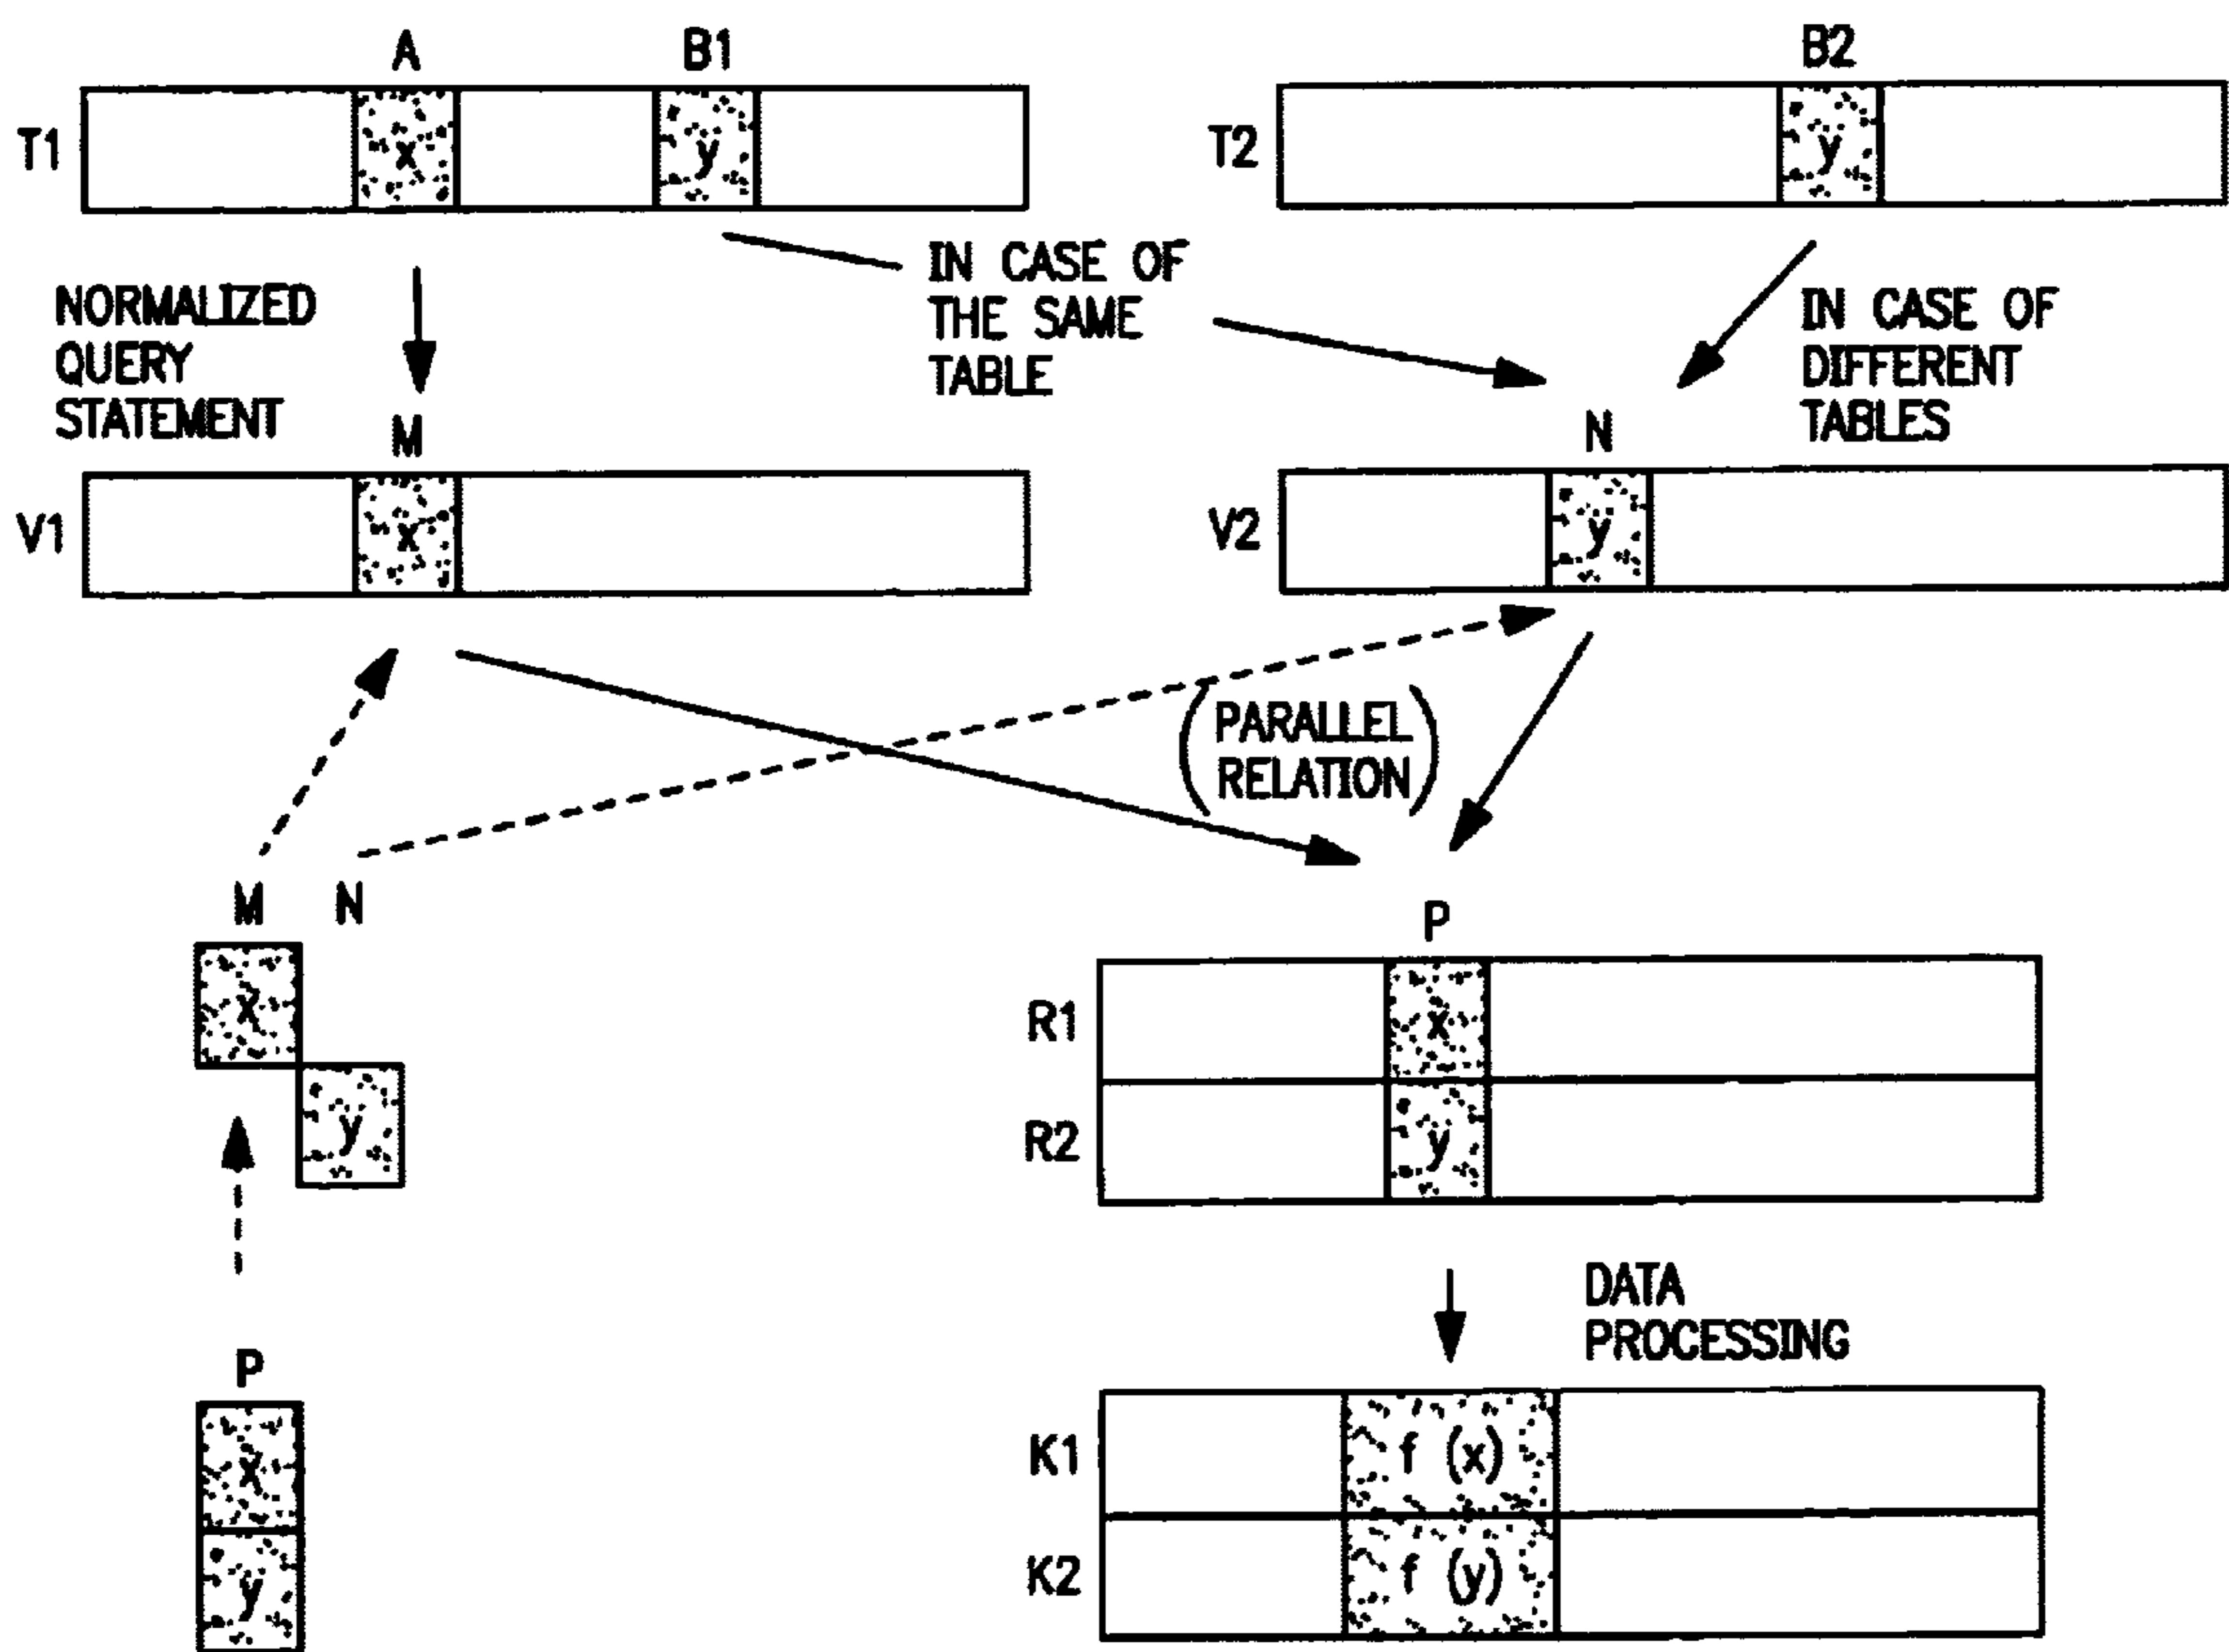 A
B1
B2
T1
x
y
T2
y
NORMALIZED
QUERY
STATEMENT
IN CASE OF
THE SAME
TABLE
IN CASE OF
DIFFERENT
TABLES
M
N
V1
x
V2
y
(PARALLEL
RELATION)
M
N
P
x
y
R1
x
R2
y
DATA
PROCESSING
P
x
y
K1
f (x)
K2
f (y)